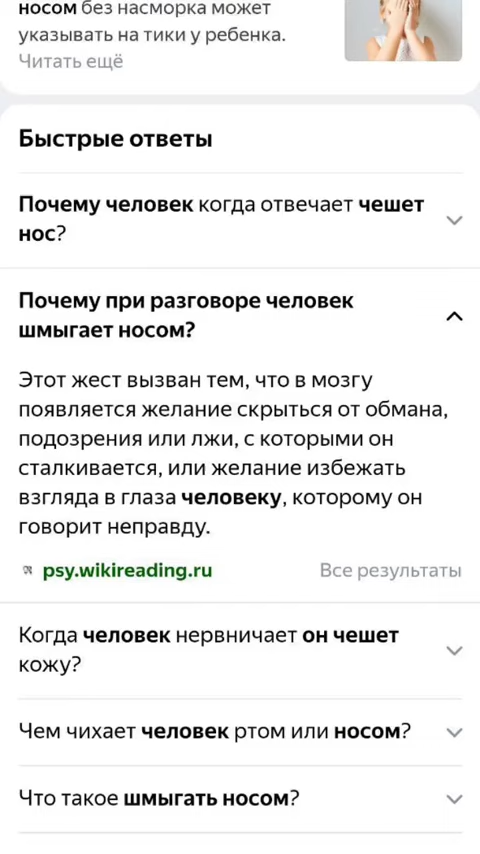 носом без насморка может
указывать на тики у ребенка.
Читать ещё
Быстрые ответы
Почему человек когда отвечает чешет
нос?
Почему при разговоре человек
шмыгает носом?
Этот жест вызван тем, что в мозгу
появляется желание скрыться от обмана,
подозрения или лжи, с которыми он
сталкивается, или желание избежать
взгляда в глаза человеку, которому он
говорит неправду.
psy.wikireading.ru Все результаты
Когда человек нервничает он чешет
кожу?
Чем чихает человек ртом или носом?
Что такое шмыгать носом?